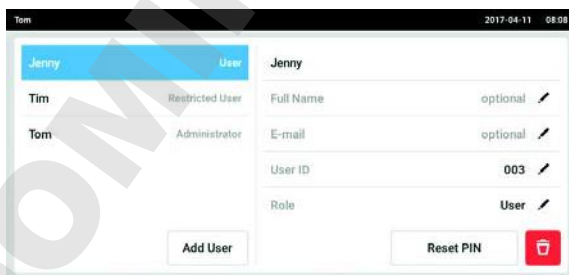 Tom 2017-04-11 08:08
Jenny User
Tim Restricted User
Tom Administrator
Add User
Jenny
Full Name optional
E-mail optional
User ID 003
Role User
Reset PIN